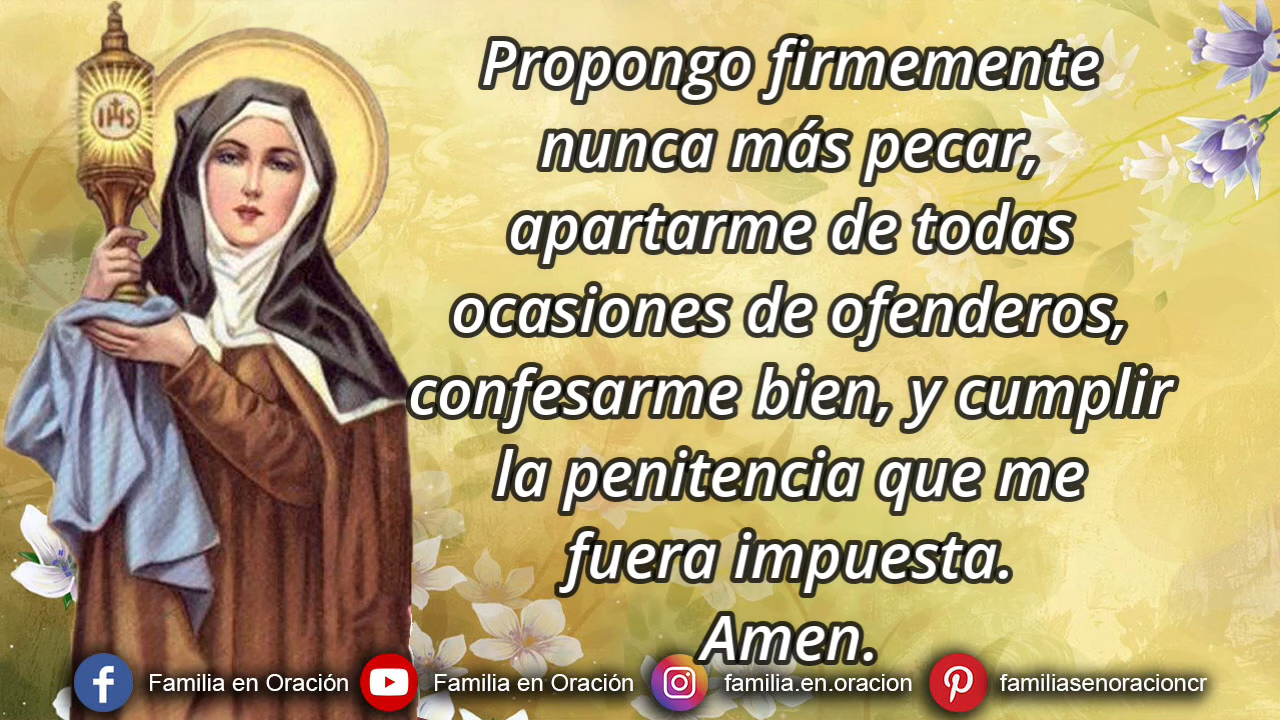 IHS
Propongo firmemente
nunca más pecar,
apartarme de todas
ocasiones de ofenderos,
confesarme bien, y cumplir
la penitencia que me
fuera impuesta.
Amen.
Familia en Oración
Familia en Oración
familia.en.oracion
familiasenoracioncr